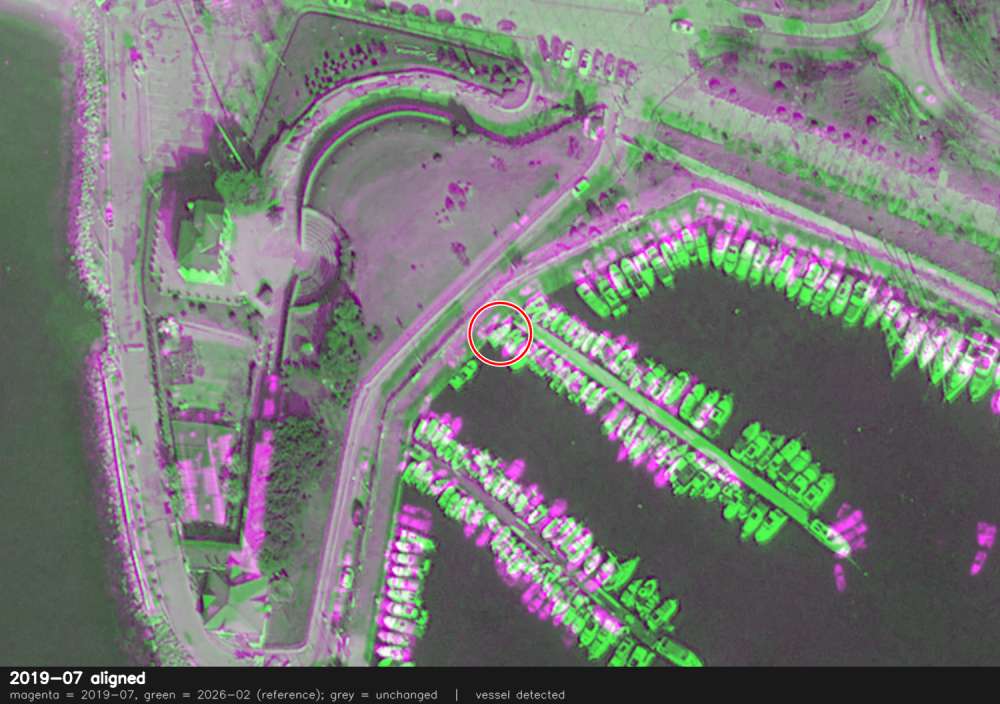 2019-07 aligned
magenta = 2019-07, green = 2026-02 (reference); grey = unchanged | vessel detected